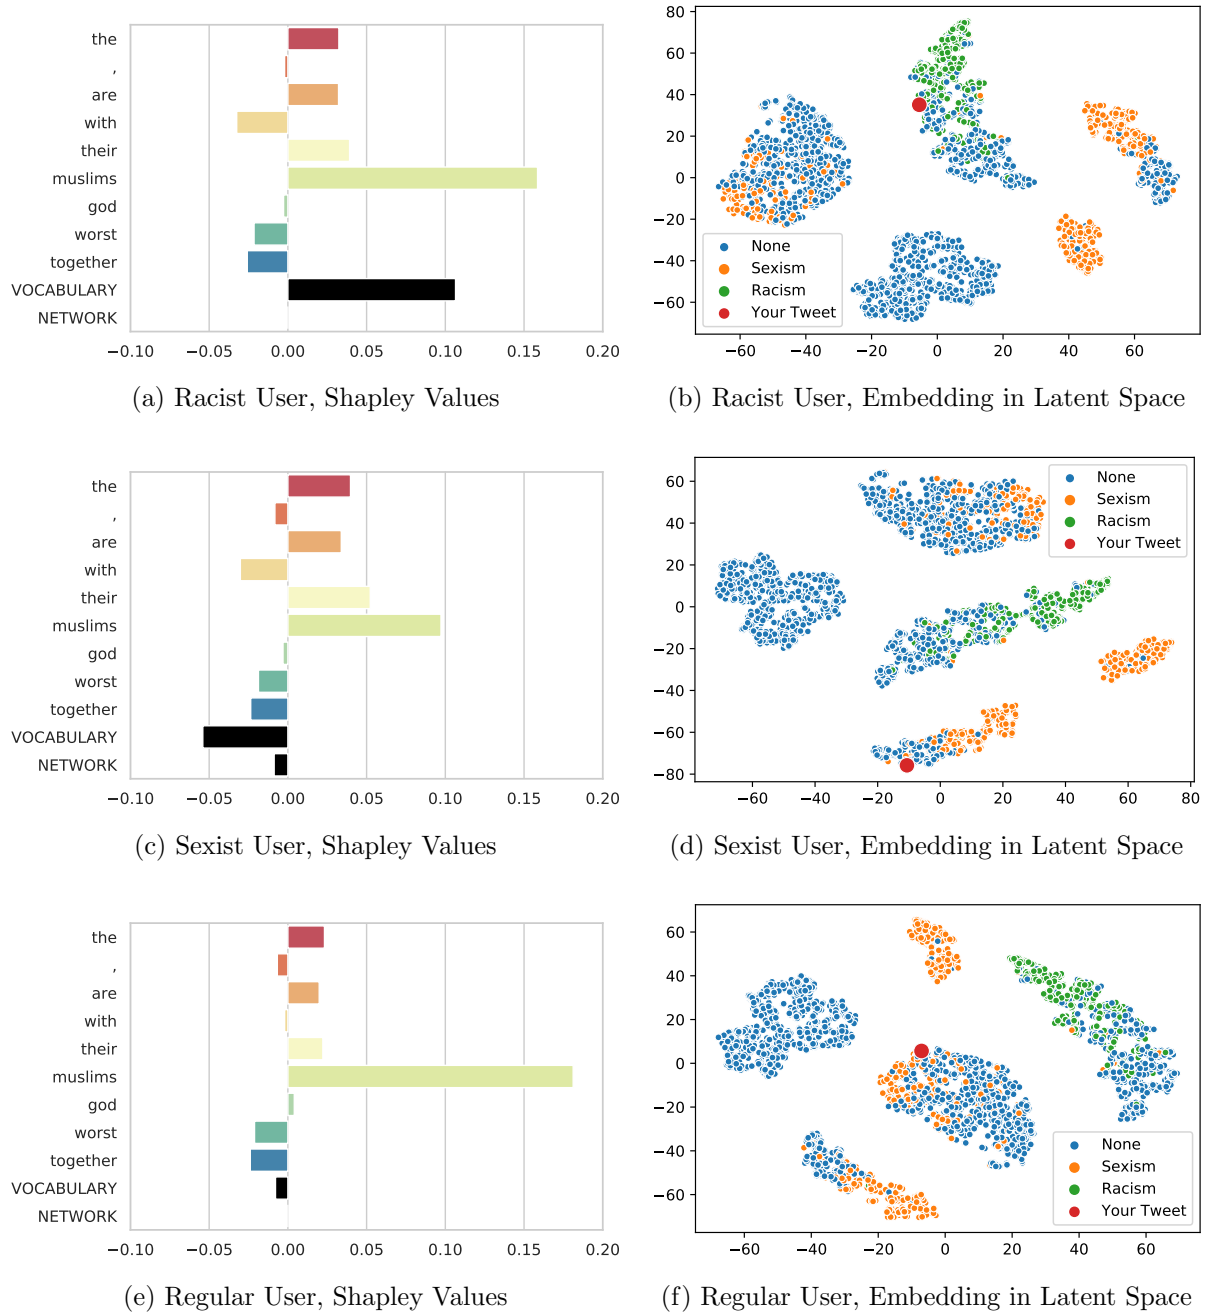 the
,
are
with
their
muslims
god
worst
together
VOCABULARY
NETWORK
−0.10 −0.05 0.00 0.05 0.10 0.15 0.20
(a) Racist User, Shapley Values
80
60
40
20
0
−20
−40
−60
None
Sexism
Racism
Your Tweet
−60 −40 −20 0 20 40 60
(b) Racist User, Embedding in Latent Space
the
,
are
with
their
muslims
god
worst
together
VOCABULARY
NETWORK
−0.10 −0.05 0.00 0.05 0.10 0.15 0.20
(c) Sexist User, Shapley Values
60
40
20
0
−20
−40
−60
−80
None
Sexism
Racism
Your Tweet
−60 −40 −20 0 20 40 60 80
(d) Sexist User, Embedding in Latent Space
the
,
are
with
their
muslims
god
worst
together
VOCABULARY
NETWORK
−0.10 −0.05 0.00 0.05 0.10 0.15 0.20
(e) Regular User, Shapley Values
60
40
20
0
−20
−40
−60
None
Sexism
Racism
Your Tweet
−60 −40 −20 0 20 40 60
(f) Regular User, Embedding in Latent Space